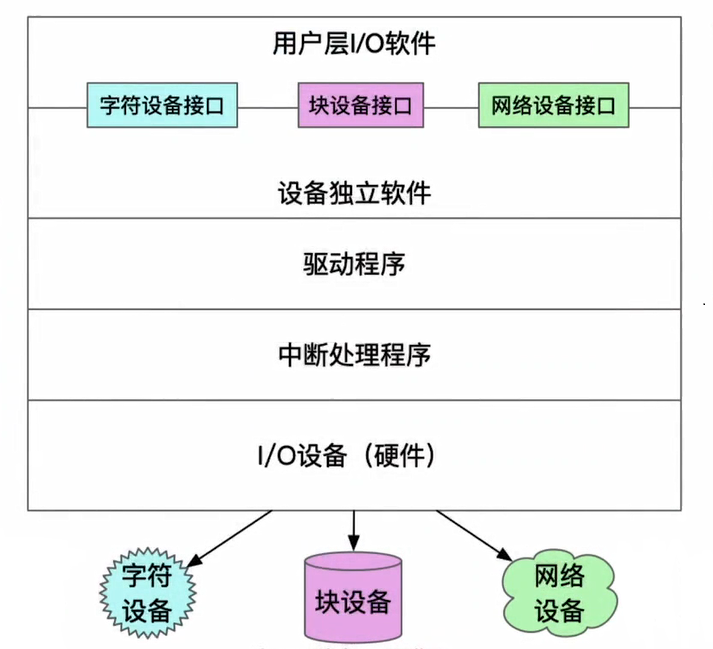 用户层I/O软件
字符设备接口
块设备接口
网络设备接口
设备独立软件
驱动程序
中断处理程序
I/O设备（硬件）
字符
设备
块设备
网络
设备